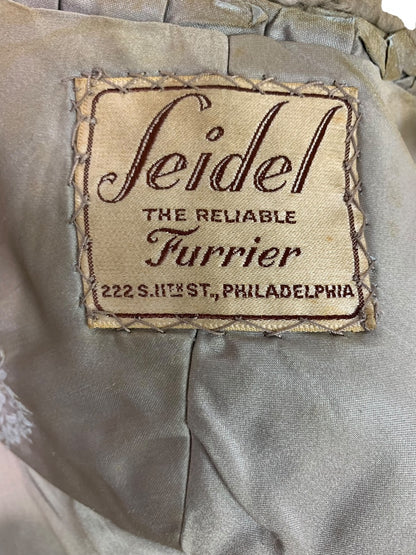 Seidel
THE RELIABLE
Furrier
222 S. 11TH ST., PHILADELPHIA